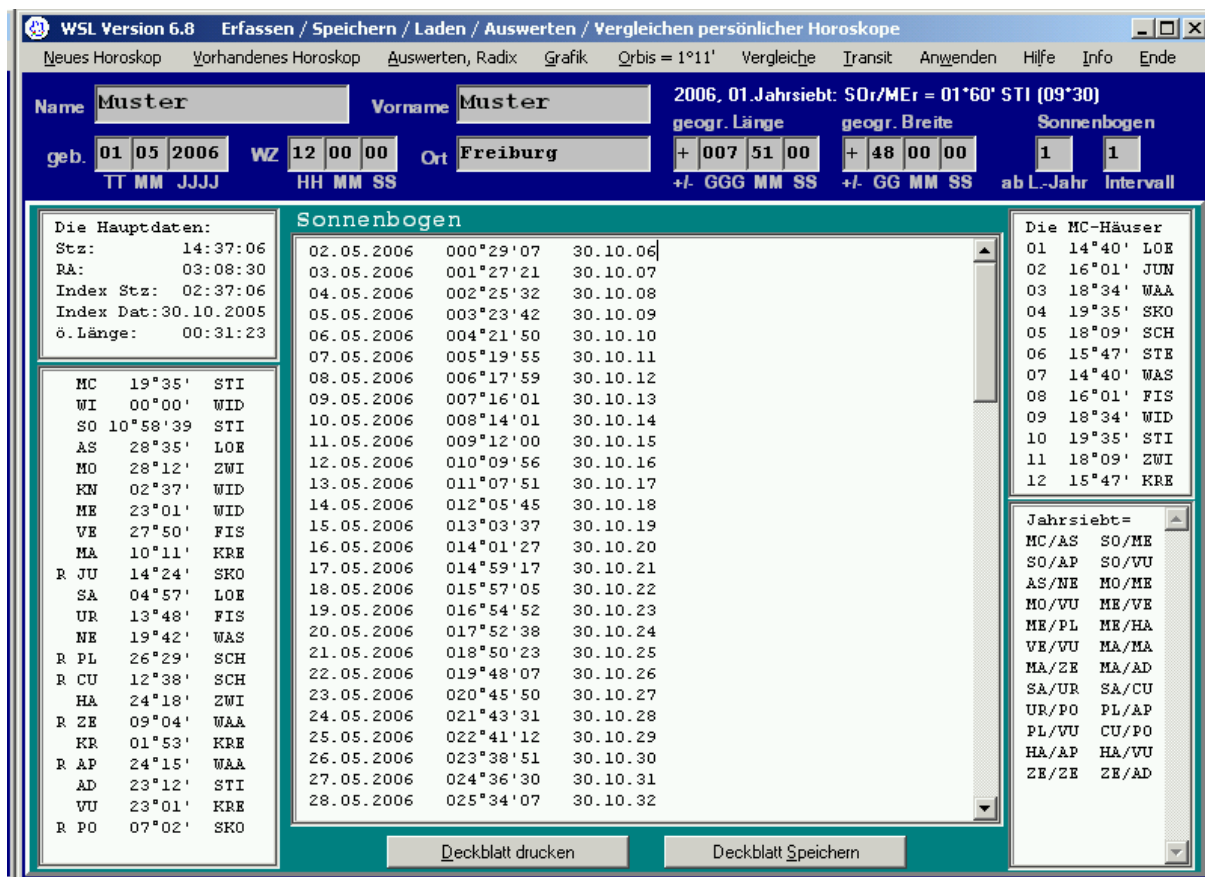 WSL Version 6.8 Erfassen / Speichern / Laden / Auswerten / Vergleichen persönlicher Horoskope
Neues Horoskop Vorhandenes Horoskop Auswerten, Radix Grafik Orbis = 1°11' Vergleiche Transit Anwenden Hilfe Info Ende
Name Muster Vorname Muster 2006, 01.Jahrsiebt: SOr/MEr = 01°60' STI (09°30)
geogr. Länge geogr. Breite Sonnenbogen
geb. 01 05 2006 WZ 12 00 00 Ort Freiburg + 007 51 00 + 48 00 00 1 1
TT MM JJJJ HH MM SS +/- GGG MM SS +/- GG MM SS ab L.-Jahr Intervall
Die Hauptdaten:
Stz: 14:37:06
RA: 03:08:30
Index Stz: 02:37:06
Index Dat:30.10.2005
ö.Länge: 00:31:23
MC 19°35' STI
WI 00°00' WID
SO 10°58'39 STI
AS 28°35' LOE
MO 28°12' ZWI
KN 02°37' WID
ME 23°01' WID
VE 27°50' FIS
MA 10°11' KRE
R JU 14°24' SKO
SA 04°57' LOE
UR 13°48' FIS
NE 19°42' WAS
R PL 26°29' SCH
R CU 12°38' SCH
HA 24°18' ZWI
R ZE 09°04' WAA
KR 01°53' KRE
R AP 24°15' WAA
AD 23°12' STI
VU 23°01' KRE
R PO 07°02' SKO
Sonnenbogen
02.05.2006 000°29'07 30.10.06
03.05.2006 001°27'21 30.10.07
04.05.2006 002°25'32 30.10.08
05.05.2006 003°23'42 30.10.09
06.05.2006 004°21'50 30.10.10
07.05.2006 005°19'55 30.10.11
08.05.2006 006°17'59 30.10.12
09.05.2006 007°16'01 30.10.13
10.05.2006 008°14'01 30.10.14
11.05.2006 009°12'00 30.10.15
12.05.2006 010°09'56 30.10.16
13.05.2006 011°07'51 30.10.17
14.05.2006 012°05'45 30.10.18
15.05.2006 013°03'37 30.10.19
16.05.2006 014°01'27 30.10.20
17.05.2006 014°59'17 30.10.21
18.05.2006 015°57'05 30.10.22
19.05.2006 016°54'52 30.10.23
20.05.2006 017°52'38 30.10.24
21.05.2006 018°50'23 30.10.25
22.05.2006 019°48'07 30.10.26
23.05.2006 020°45'50 30.10.27
24.05.2006 021°43'31 30.10.28
25.05.2006 022°41'12 30.10.29
26.05.2006 023°38'51 30.10.30
27.05.2006 024°36'30 30.10.31
28.05.2006 025°34'07 30.10.32
Deckblatt drucken Deckblatt Speichern
Die MC-Häuser
01 14°40' LOE
02 16°01' JUN
03 18°34' WAA
04 19°35' SKO
05 18°09' SCH
06 15°47' STE
07 14°40' WAS
08 16°01' FIS
09 18°34' WID
10 19°35' STI
11 18°09' ZWI
12 15°47' KRE
Jahrsiebt=
MC/AS SO/ME
SO/AP SO/VU
AS/NE MO/ME
MO/VU ME/VE
ME/PL ME/HA
VE/VU MA/MA
MA/ZE MA/AD
SA/UR SA/CU
UR/PO PL/AP
PL/VU CU/PO
HA/AP HA/VU
ZE/ZE ZE/AD